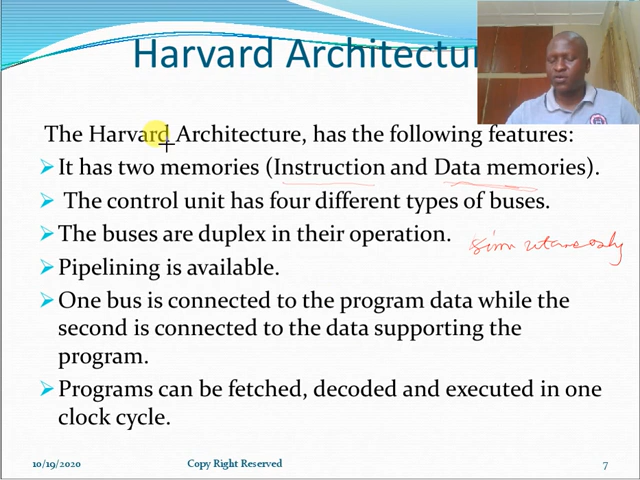 Harvard Architectur
The Harvard Architecture, has the following features:
It has two memories (Instruction and Data memories).
The control unit has four different types of buses.
The buses are duplex in their operation.
Pipelining is available.
One bus is connected to the program data while the
second is connected to the data supporting the
program.
Programs can be fetched, decoded and executed in one
clock cycle.
10/19/2020 Copy Right Reserved 7